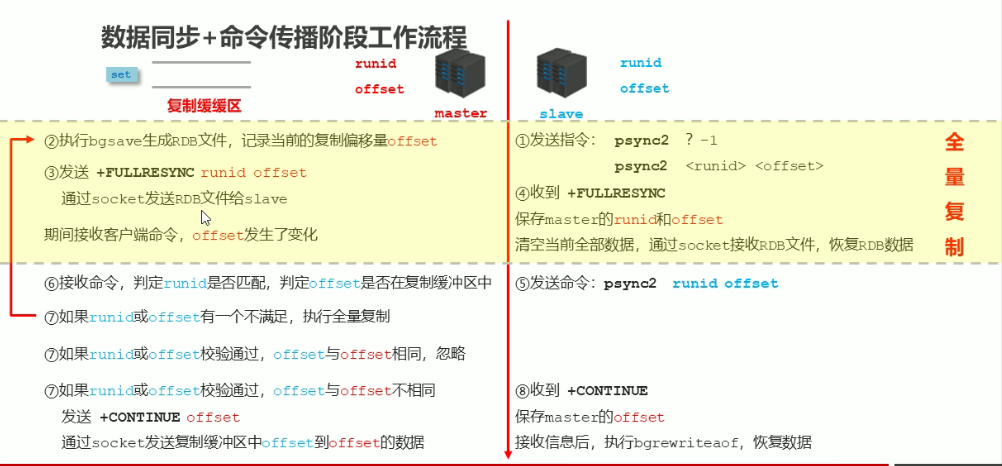 数据同步+命令传播阶段工作流程
set
复制缓缓区
runid
offset
master
slave
runid
offset
②执行bgsave生成RDB文件，记录当前的复制偏移量offset
③发送 +FULLRESYNC runid offset
通过socket发送RDB文件给slave
期间接收客户端命令，offset发生了变化
①发送指令： psync2 ? -1
psync2 <runid> <offset>
④收到 +FULLRESYNC
保存master的runid和offset
清空当前全部数据，通过socket接收RDB文件，恢复RDB数据
全
量
复
制
⑥接收命令，判定runid是否匹配，判定offset是否在复制缓冲区中
⑦如果runid或offset有一个不满足，执行全量复制
⑦如果runid或offset校验通过，offset与offset相同，忽略
⑦如果runid或offset校验通过，offset与offset不相同
发送 +CONTINUE offset
通过socket发送复制缓冲区中offset到offset的数据
⑤发送命令：psync2 runid offset
⑧收到 +CONTINUE
保存master的offset
接收信息后，执行bgrewriteaof，恢复数据